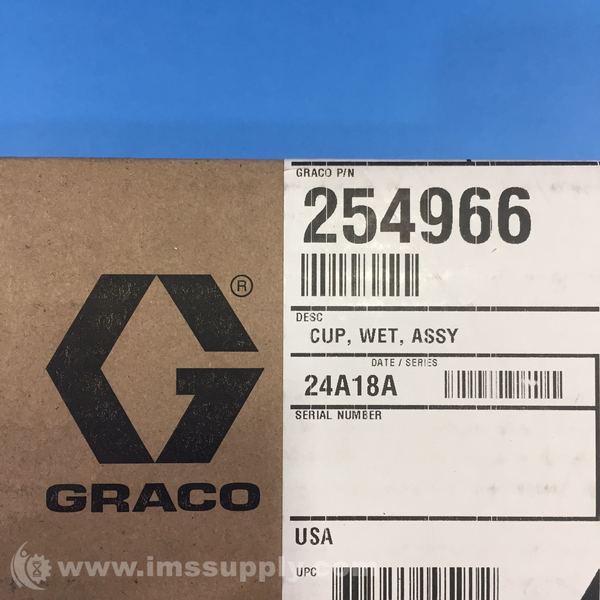 GRACO P/N
254966
DESC
CUP, WET, ASSY
DATE / SERIES
24A18A
SERIAL NUMBER
USA
UPC
®
GRACO
www.imssupply.com